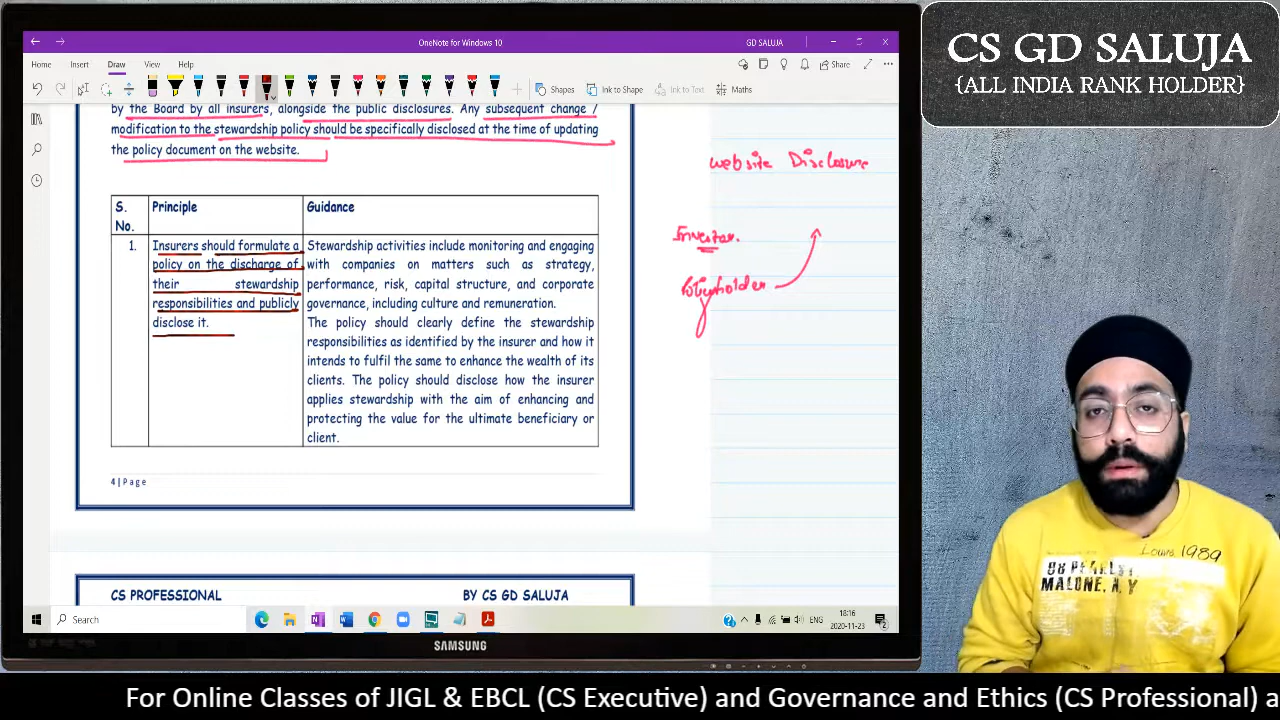 CS GD SALUJA
{ALL INDIA RANK HOLDER}
OneNote for Windows 10
GD SALUJA
Home Insert Draw View Help
Share
Shapes Ink to Shape Ink to Text Maths
by the Board by all insurers, alongside the public disclosures. Any subsequent change /
modification to the stewardship policy should be specifically disclosed at the time of updating
the policy document on the website.
Website Disclosure
Investor.
Policyholder
S. No.
Principle
Guidance
1.
Insurers should formulate a
policy on the discharge of
their stewardship
responsibilities and publicly
disclose it.
Stewardship activities include monitoring and engaging
with companies on matters such as strategy,
performance, risk, capital structure, and corporate
governance, including culture and remuneration.
The policy should clearly define the stewardship
responsibilities as identified by the insurer and how it
intends to fulfil the same to enhance the wealth of its
clients. The policy should disclose how the insurer
applies stewardship with the aim of enhancing and
protecting the value for the ultimate beneficiary or
client.
4 | Page
CS PROFESSIONAL BY CS GD SALUJA
Search
ENG
18:16
2020-11-23
SAMSUNG
1989
MALONE, N.Y
For Online Classes of JIGL & EBCL (CS Executive) and Governance and Ethics (CS Professional) a